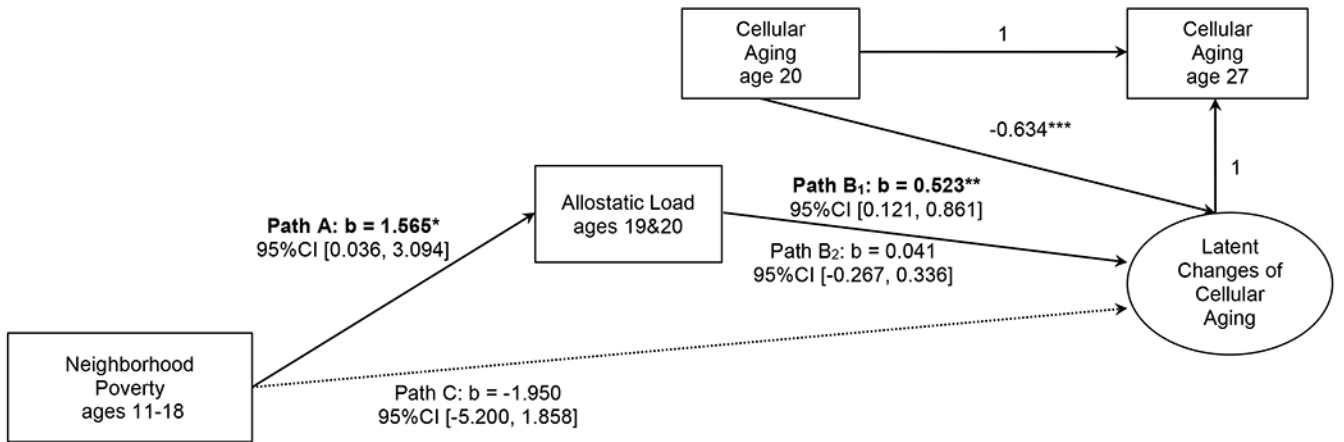 Cellular
Aging
age 20
1
Cellular
Aging
age 27
-0.634***
1
Allostatic Load
ages 19&20
Path B₁: b = 0.523**
95%CI [0.121, 0.861]
Path B₂: b = 0.041
95%CI [-0.267, 0.336]
Path A: b = 1.565*
95%CI [0.036, 3.094]
Latent
Changes of
Cellular
Aging
Neighborhood
Poverty
ages 11-18
Path C: b = -1.950
95%CI [-5.200, 1.858]